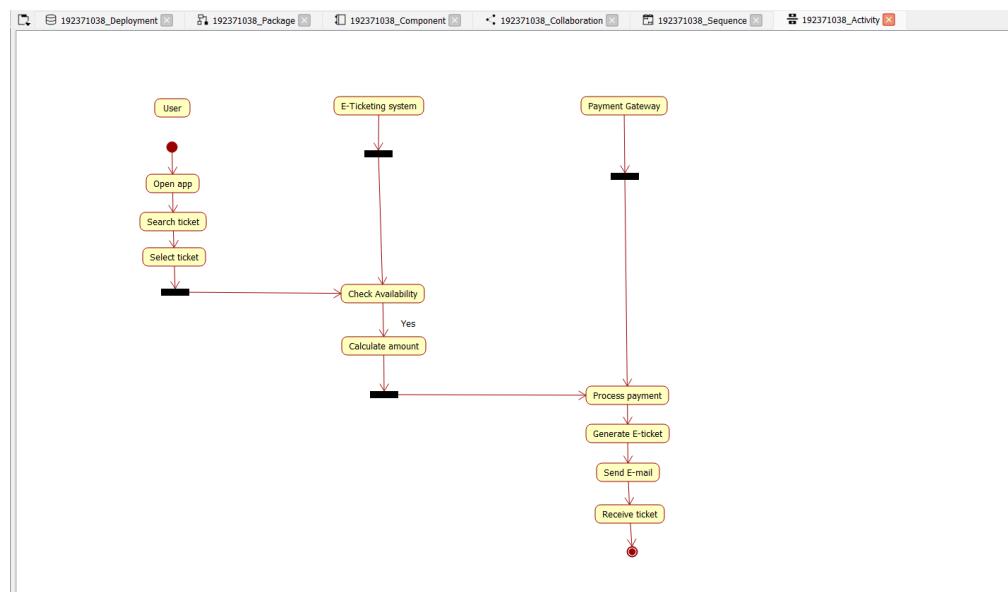 192371038_Deployment
192371038_Package
192371038_Component
192371038_Collaboration
192371038_Sequence
192371038_Activity
User
E-Ticketing system
Payment Gateway
Open app
Search ticket
Select ticket
Check Availability
Yes
Calculate amount
Process payment
Generate E-ticket
Send E-mail
Receive ticket